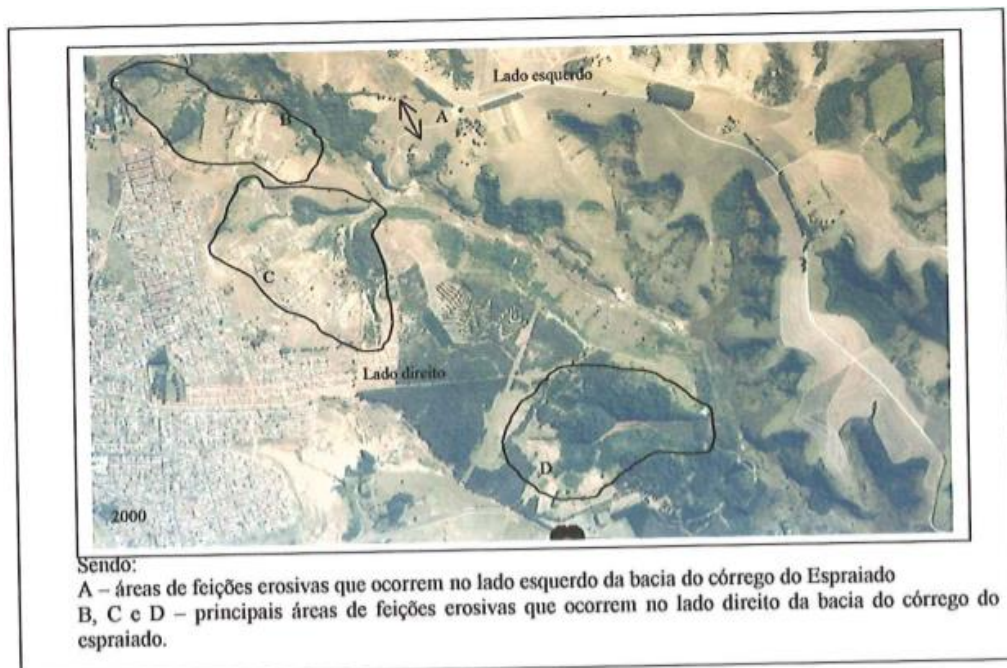 Lado esquerdo
A
B
C
Lado direito
D
2000
Sendo:
A – áreas de feições erosivas que ocorrem no lado esquerdo da bacia do córrego do Espraiado
B, C e D – principais áreas de feições erosivas que ocorrem no lado direito da bacia do córrego do
espraiado.